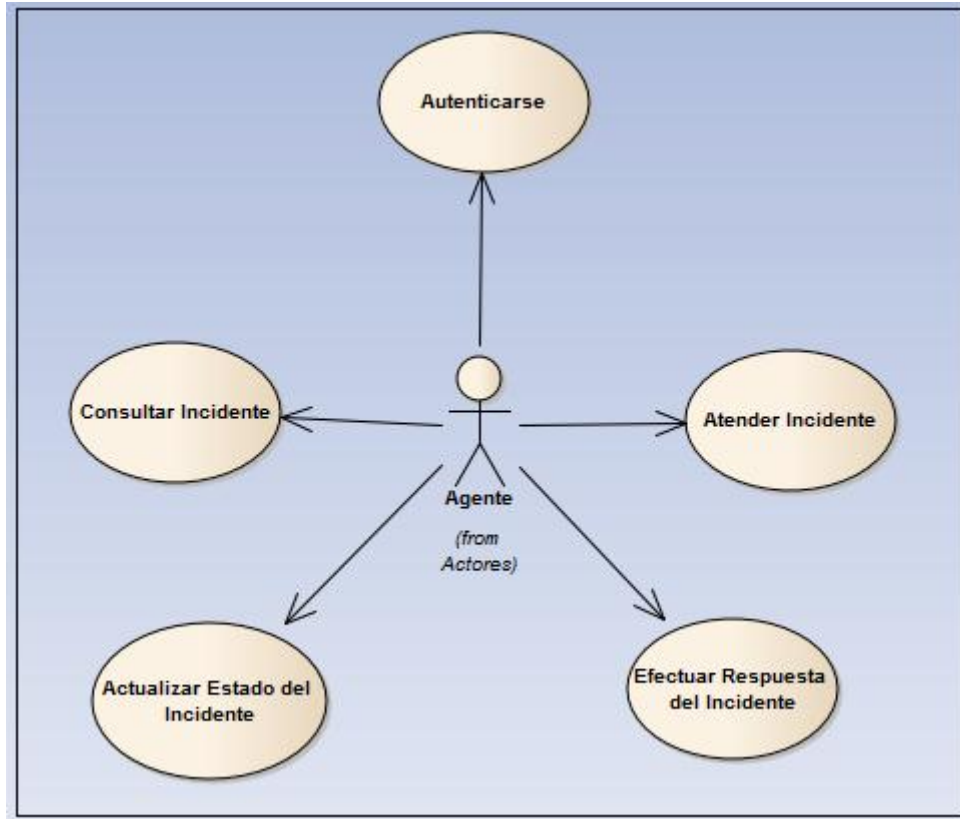 Autenticarse
Consultar Incidente
Atender Incidente
Agente
(from
Actores)
Actualizar Estado del
Incidente
Efectuar Respuesta
del Incidente